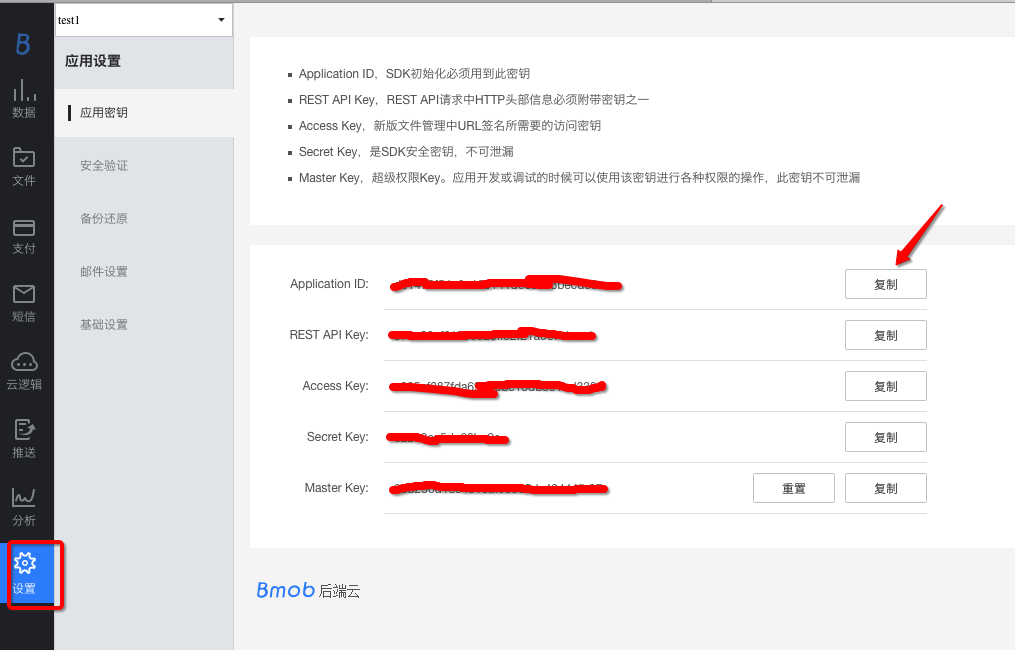 test1
B
应用设置
数据
应用密钥
文件
安全验证
支付
备份还原
短信
邮件设置
云逻辑
基础设置
推送
分析
设置
Application ID，SDK初始化必须用到此密钥
REST API Key，REST API请求中HTTP头部信息必须附带密钥之一
Access Key，新版文件管理中URL签名所需要的访问密钥
Secret Key，是SDK安全密钥，不可泄漏
Master Key，超级权限Key。应用开发或调试的时候可以使用该密钥进行各种权限的操作，此密钥不可泄漏
Application ID: 复制
REST API Key: 复制
Access Key: 复制
Secret Key: 复制
Master Key: 重置 复制
Bmob 后端云